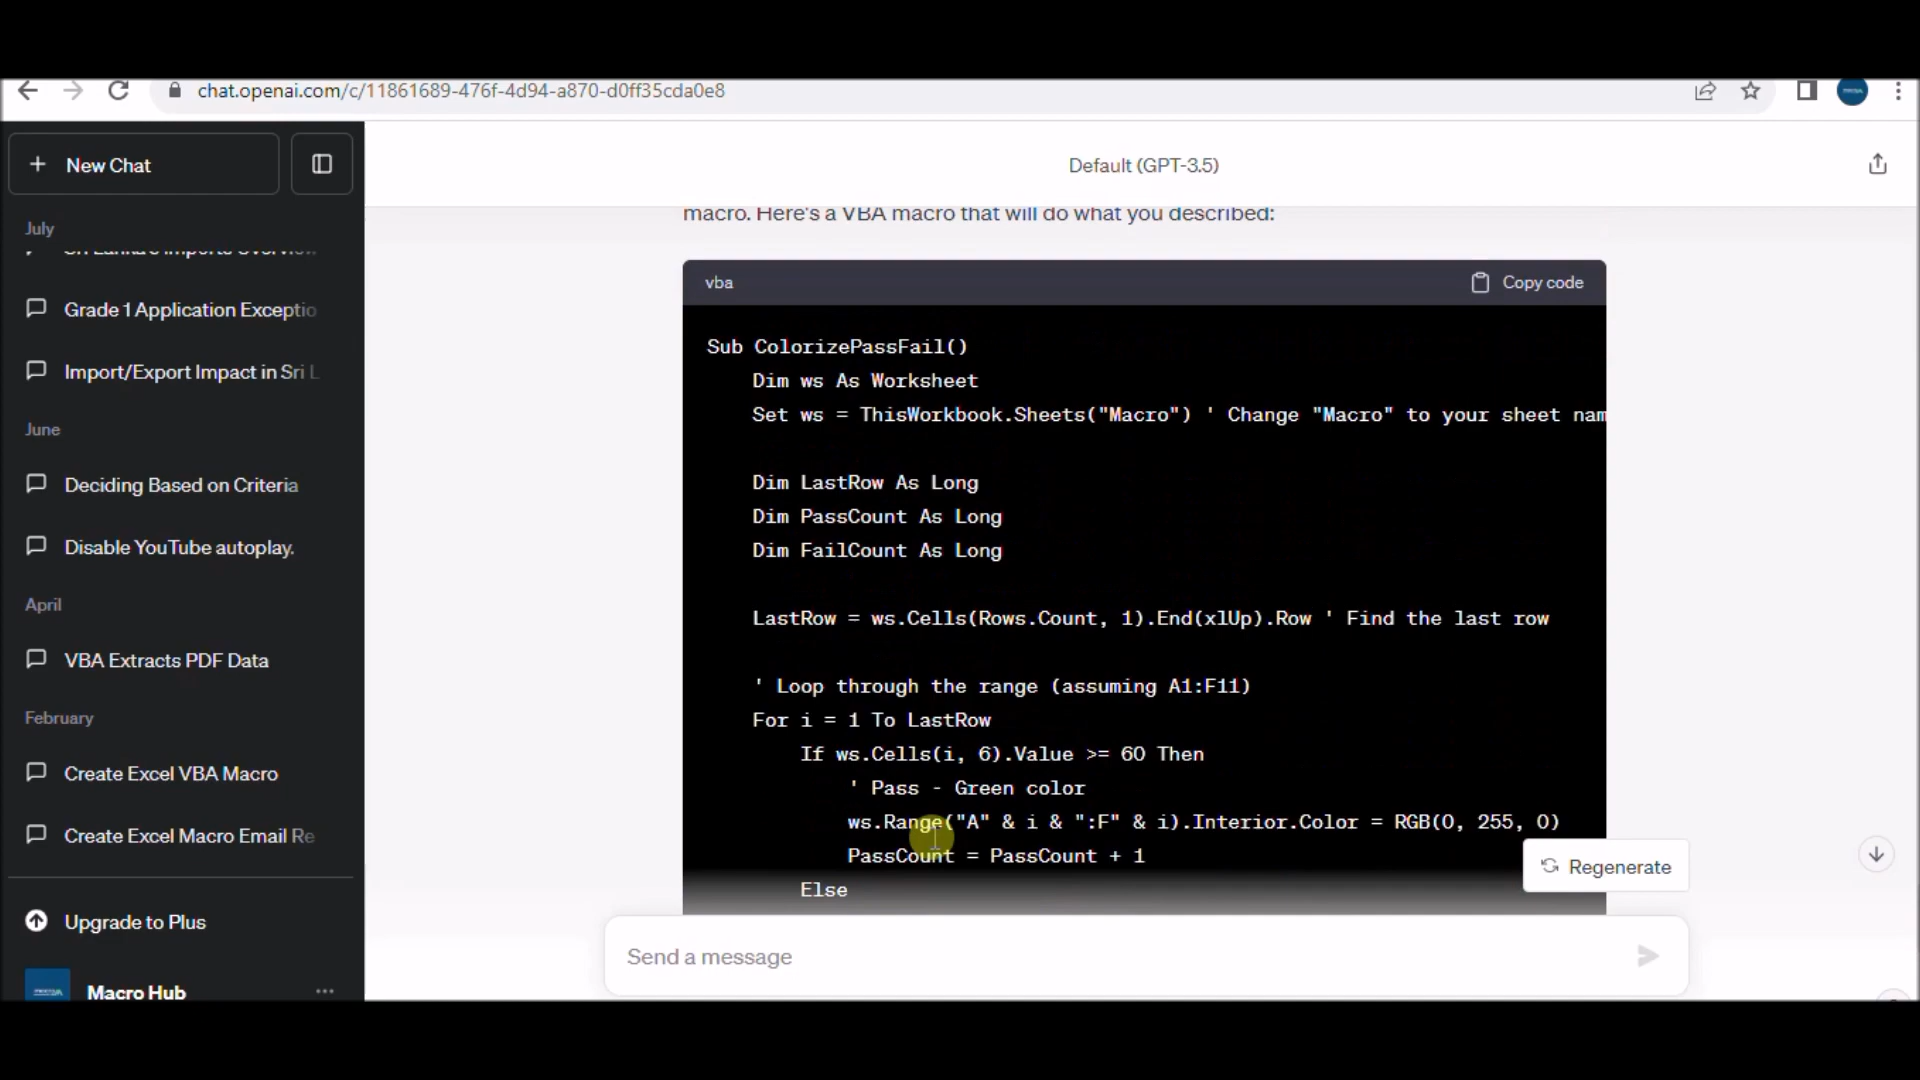 chat.openai.com/c/11861689-476f-4d94-a870-d0ff35cda0e8
New Chat
July
Grade 1 Application Exceptio
Import/Export Impact in Sri L
June
Deciding Based on Criteria
Disable YouTube autoplay.
April
VBA Extracts PDF Data
February
Create Excel VBA Macro
Create Excel Macro Email Re
Upgrade to Plus
Macro Hub
Default (GPT-3.5)
macro. Here's a VBA macro that will do what you described:
vba
Copy code
Sub ColorizePassFail()
Dim ws As Worksheet
Set ws = ThisWorkbook.Sheets("Macro") ' Change "Macro" to your sheet nam
Dim LastRow As Long
Dim PassCount As Long
Dim FailCount As Long
LastRow = ws.Cells(Rows.Count, 1).End(xlUp).Row ' Find the last row
' Loop through the range (assuming A1:F11)
For i = 1 To LastRow
If ws.Cells(i, 6).Value >= 60 Then
' Pass - Green color
ws.Range("A" & i & ":F" & i).Interior.Color = RGB(0, 255, 0)
PassCount = PassCount + 1
Else
Regenerate
Send a message